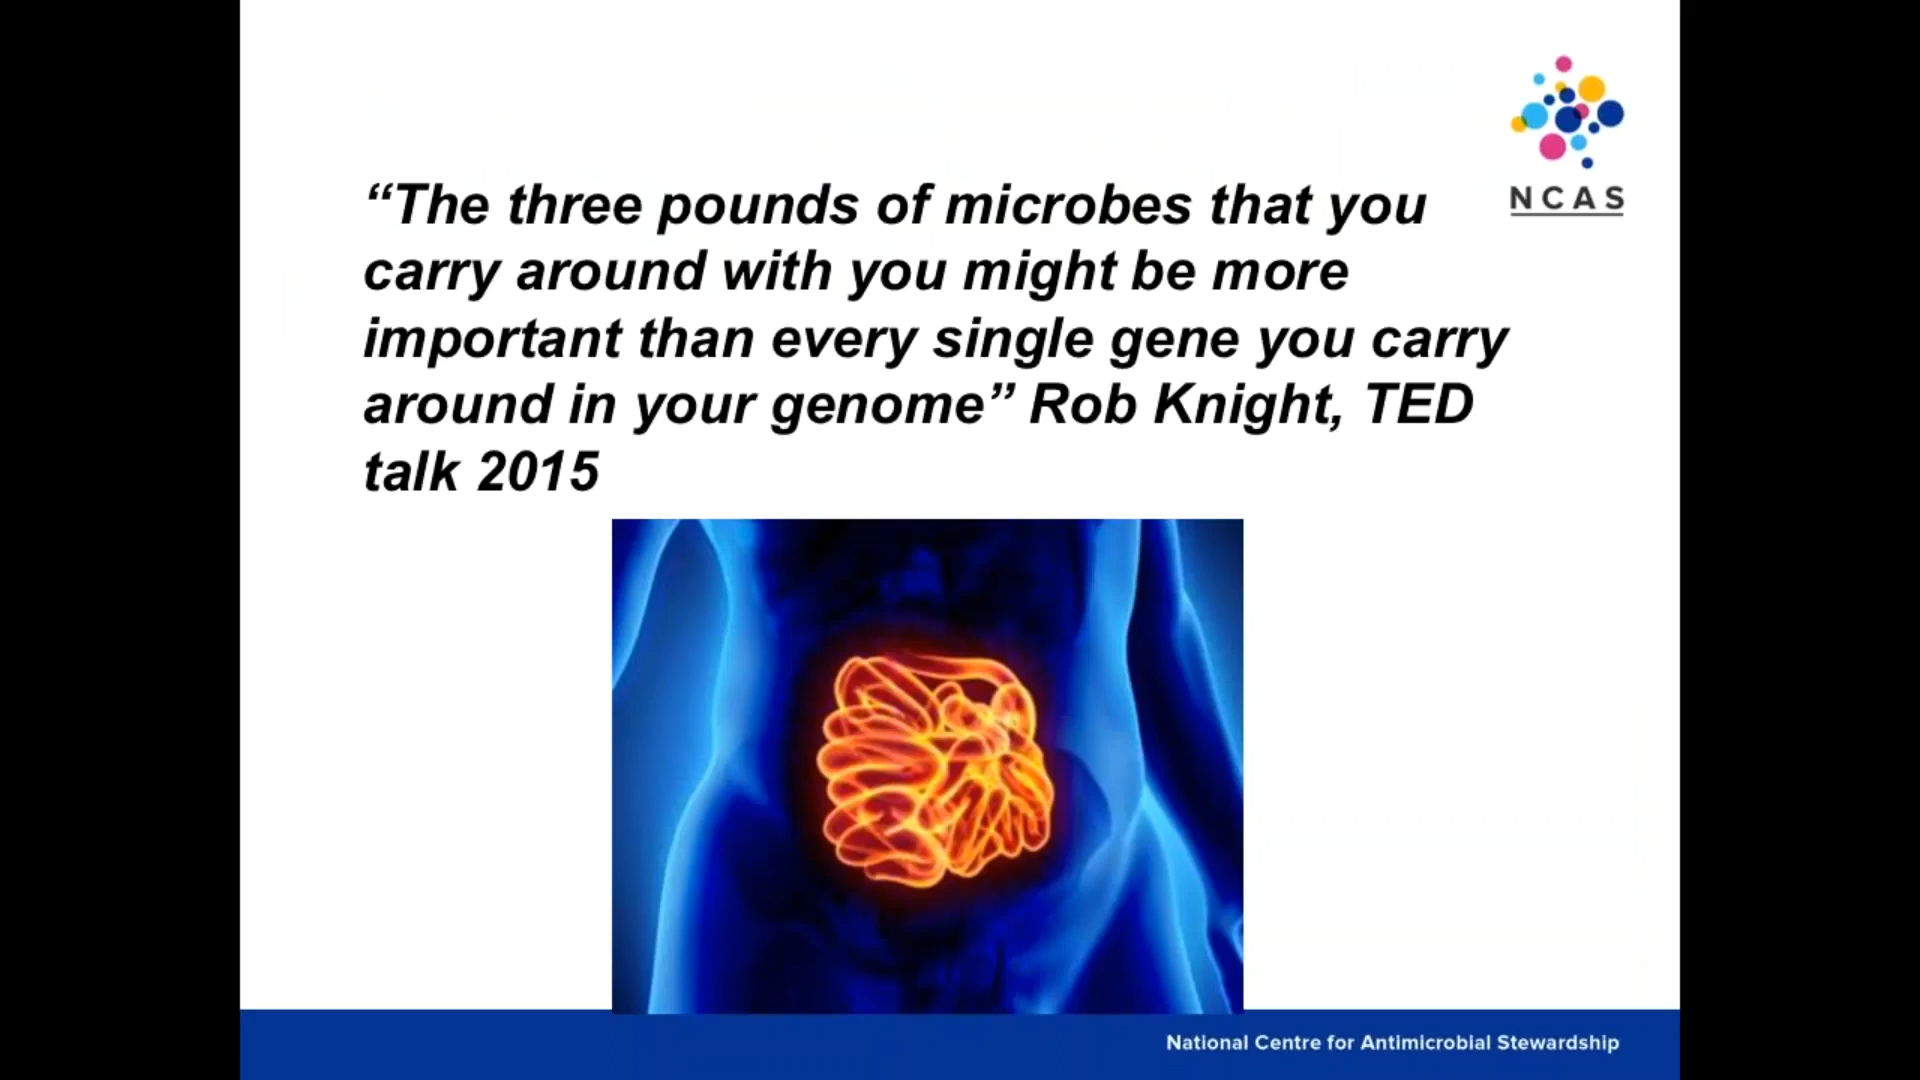 NCAS
“The three pounds of microbes that you
carry around with you might be more
important than every single gene you carry
around in your genome” Rob Knight, TED
talk 2015
National Centre for Antimicrobial Stewardship